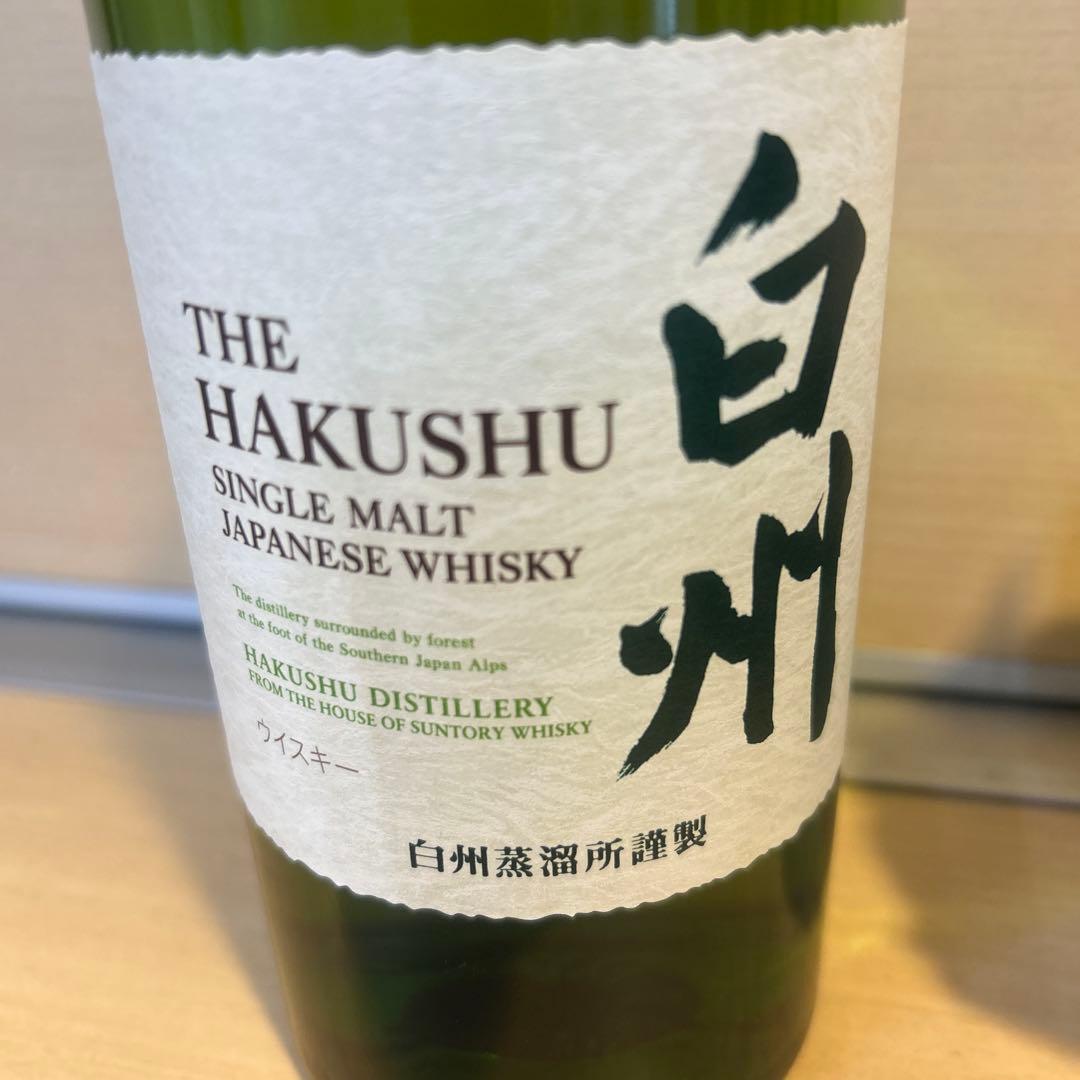 白州
THE
HAKUSHU
SINGLE MALT
JAPANESE WHISKY
The distillery surrounded by forest
at the foot of the Southern Japan Alps
HAKUSHU DISTILLERY
FROM THE HOUSE OF SUNTORY WHISKY
ウイスキー
白州蒸溜所謹製